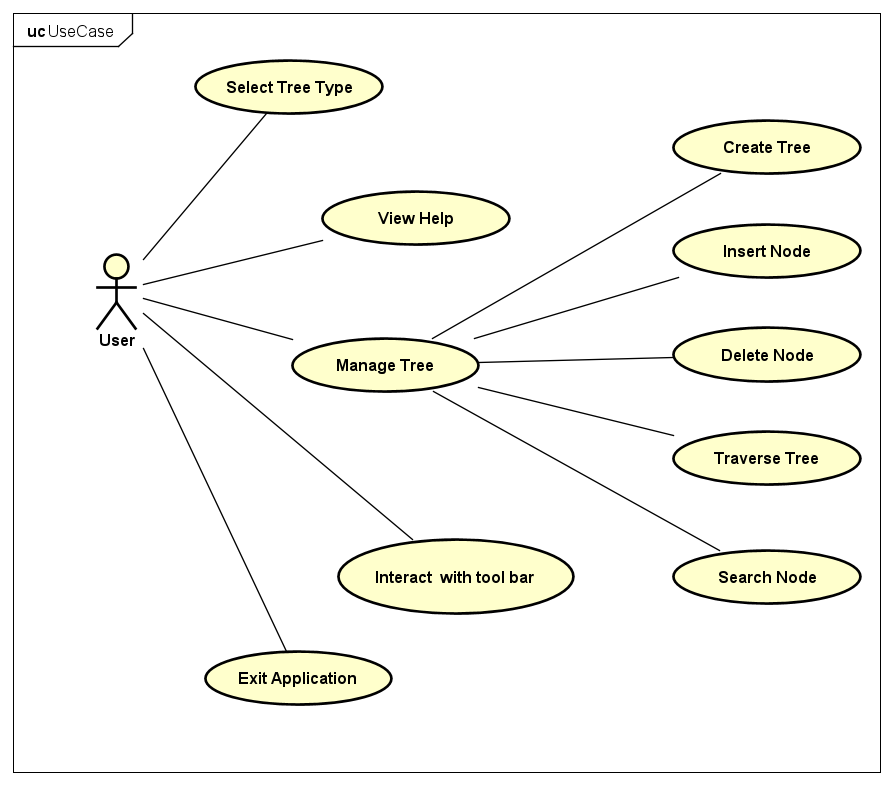 uc UseCase
Select Tree Type
Create Tree
View Help
Insert Node
User
Delete Node
Manage Tree
Traverse Tree
Interact  with tool bar
Search Node
Exit Application